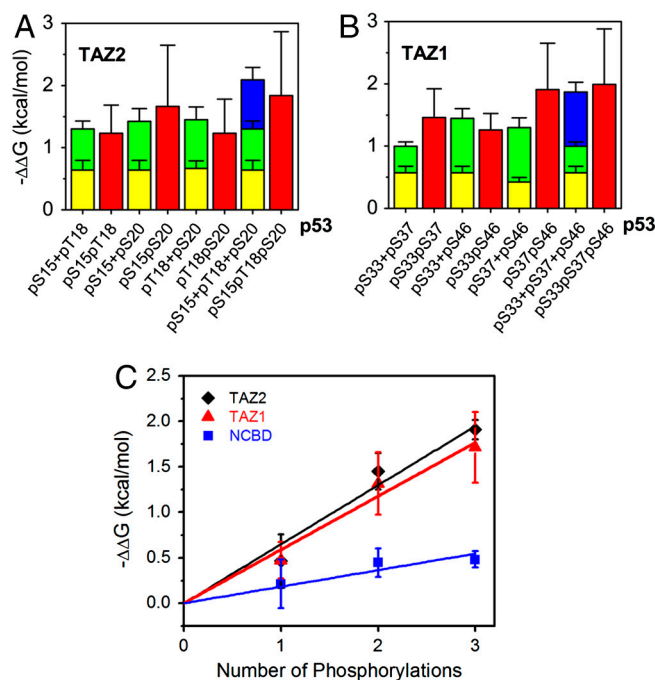 A
B
TAZ2
TAZ1
-ΔΔG (kcal/mol)
3
2
1
0
3
2
1
0
pS15+pT18
pS15pT18
pS15+pS20
pS15pS20
pT18+pS20
pT18pS20
pS15+pT18+pS20
pS15pT18pS20
p53
pS33+pS37
pS33pS37
pS33+pS46
pS33pS46
pS37+pS46
pS37pS46
pS33+pS37+pS46
pS33pS37pS46
p53
C
2.5
2.0
1.5
1.0
0.5
0.0
-ΔΔG (kcal/mol)
TAZ2
TAZ1
NCBD
0 1 2 3
Number of Phosphorylations